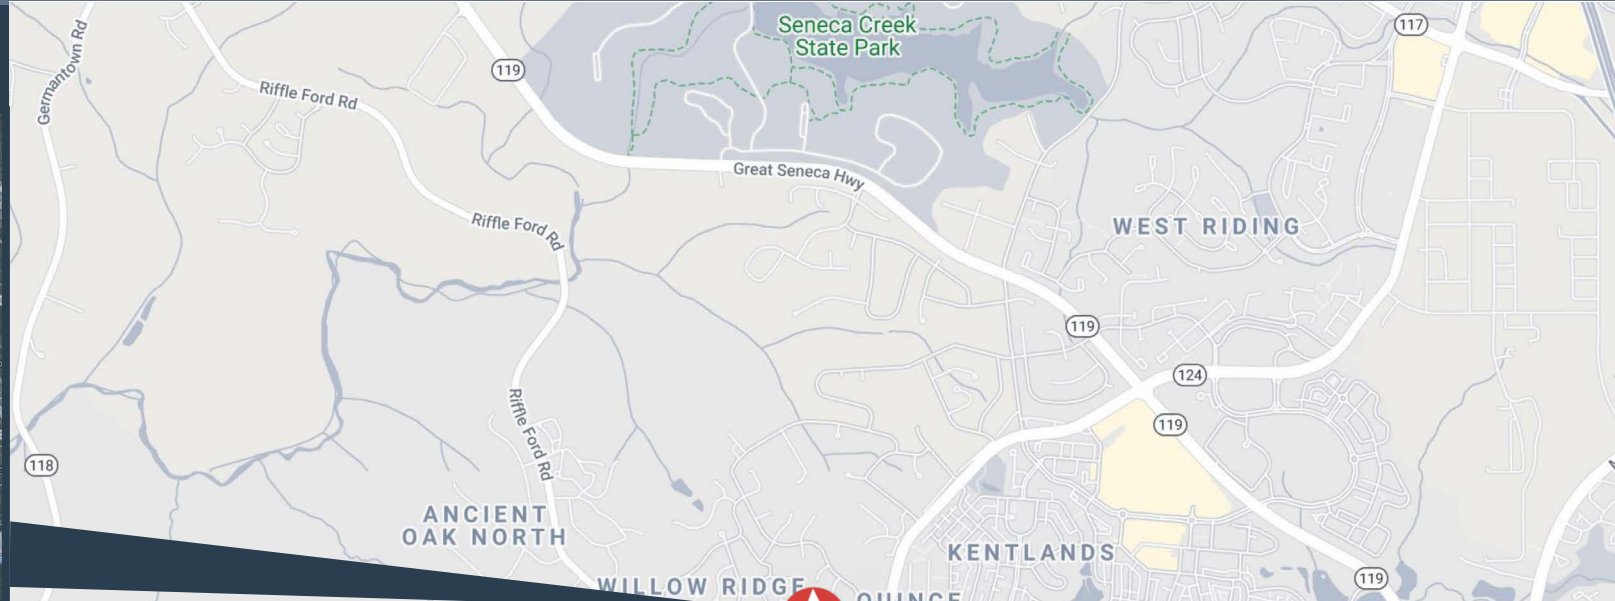 117
Seneca Creek
State Park
Germantown Rd
119
Riffle Ford Rd
Great Seneca Hwy
Riffle Ford Rd
WEST RIDING
119
124
Riffle Ford Rd
119
118
ANCIENT
OAK NORTH
KENTLANDS
119
WILLOW RIDGE
QUINCE